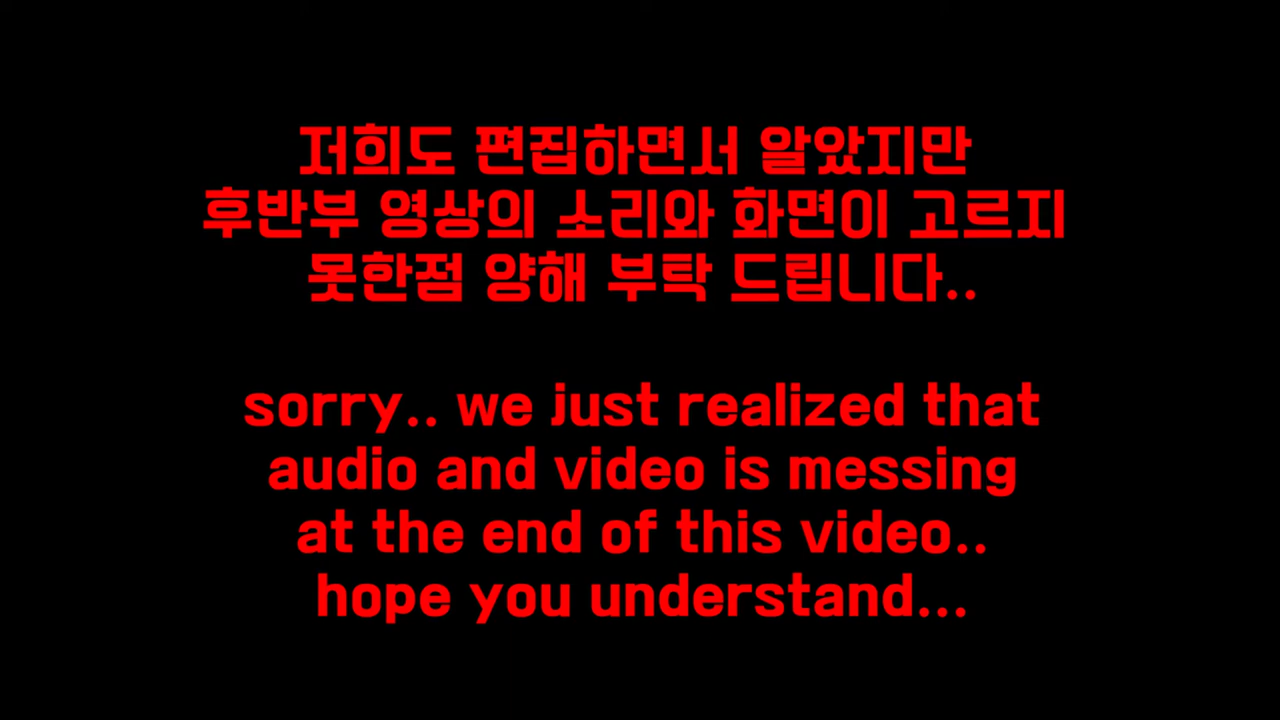 저희도 편집하면서 알았지만
후반부 영상의 소리와 화면이 고르지
못한점 양해 부탁 드립니다..
sorry.. we just realized that
audio and video is messing
at the end of this video..
hope you understand...